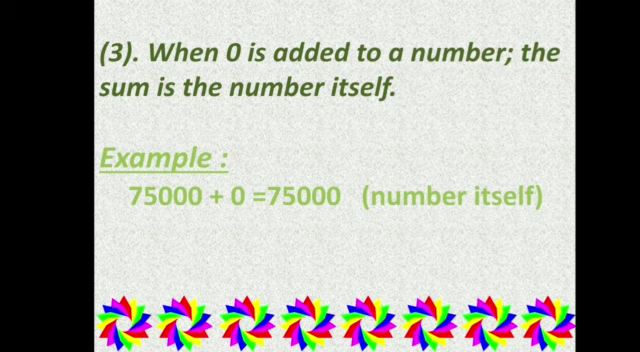 (3). When 0 is added to a number; the
sum is the number itself.
Example :
75000 + 0 =75000 (number itself)